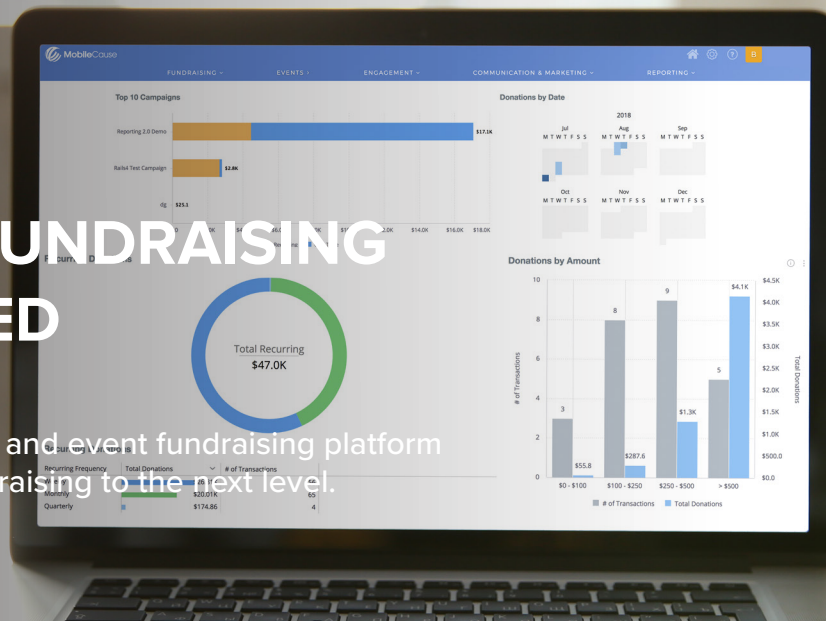 MobileCause
FUNDRAISING EVENTS ENGAGEMENT COMMUNICATION & MARKETING REPORTING
B
Top 10 Campaigns
Reporting 2.0 Demo $17.1K
$2.8K
dg $25.1
$14.0K $16.0K $18.0K
Donations by Date
2018
Jul Aug Sep
M T W T F S S M T W T F S S M T W T F S S
Oct Nov Dec
M T W T F S S M T W T F S S M T W T F S S
UNDRAISING
ED
and event fundraising platform
raising to the next level.
Total Recurring
$47.0K
Recurring Frequency Total Donations # of Transactions
Monthly $20.01K 65
Quarterly $174.86 4
Donations by Amount
# of Transactions
10
8
6
4
2
0
3 8 9 5
$55.8 $287.6 $1.3K $4.1K
$4.5K
$4.0K
$3.5K
$3.0K
$2.5K
$2.0K
$1.5K
$1.0K
$500.0
$0.0
Total Donations
$0 - $100 $100 - $250 $250 - $500 > $500
# of Transactions Total Donations